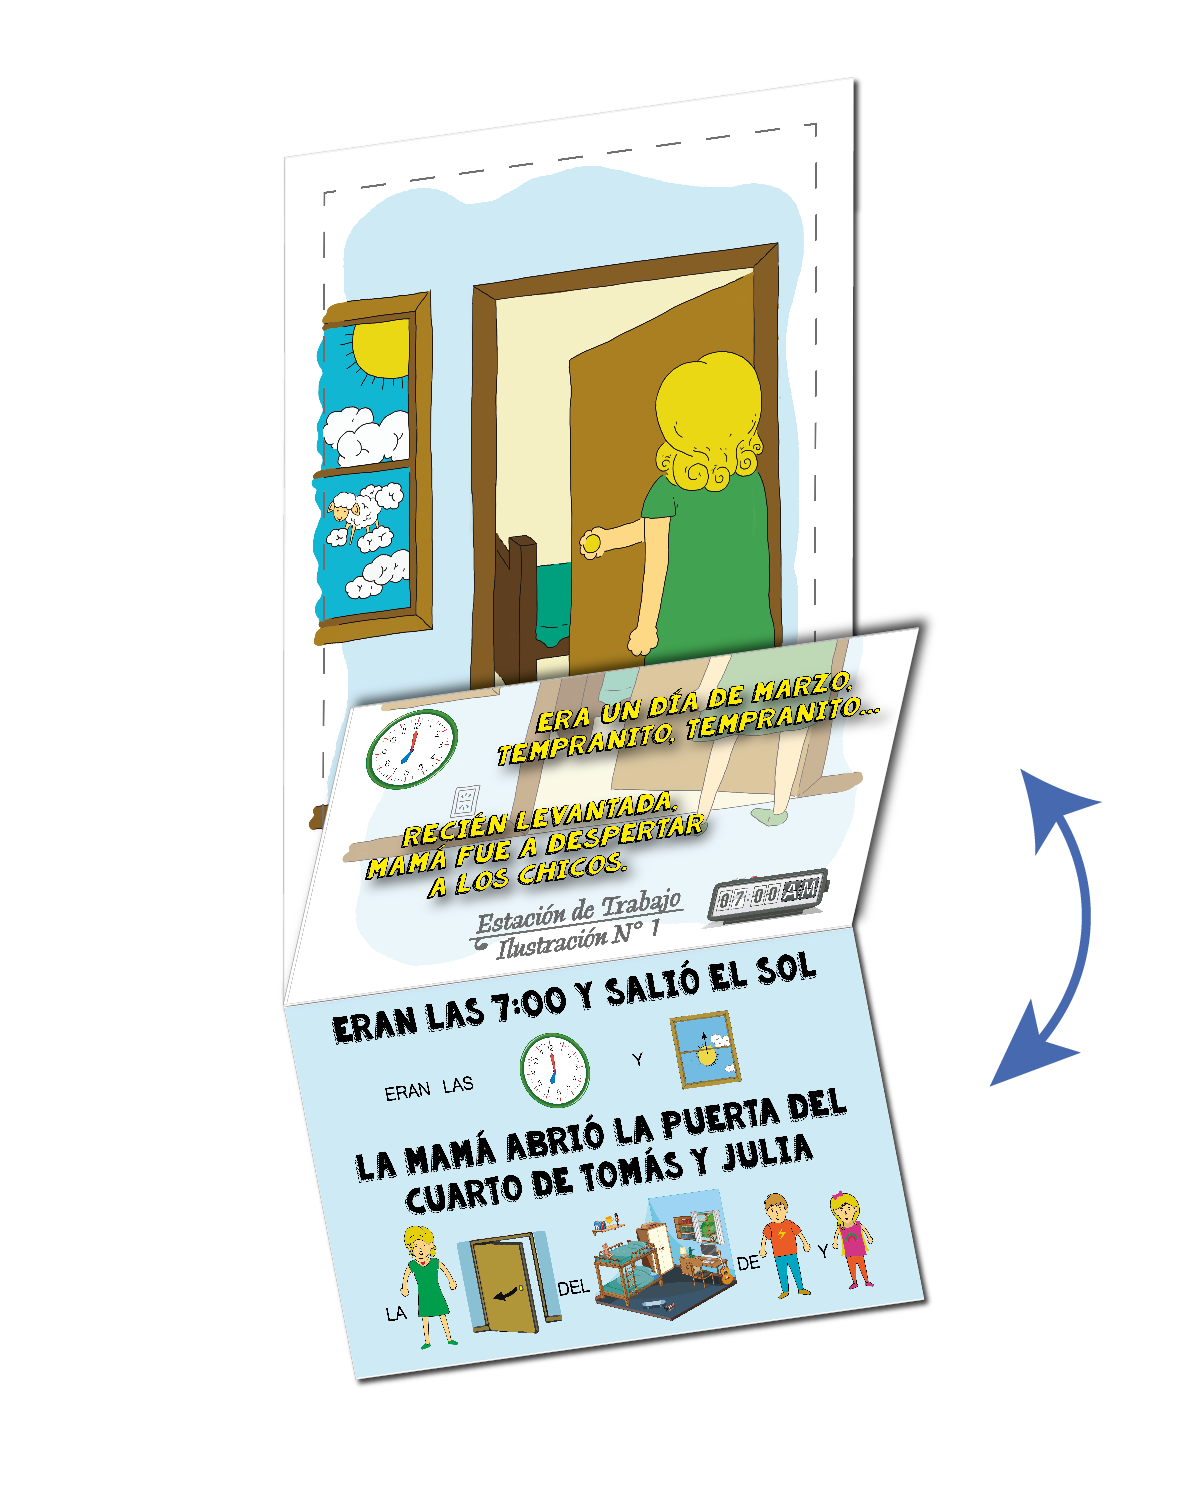 ERA UN DÍA DE MARZO,
TEMPRANITO, TEMPRANITO...
RECIÉN LEVANTADA,
MAMÁ FUE A DESPERTAR
A LOS CHICOS.
Estación de Trabajo
Ilustración N° 1
07:00 AM
ERAN LAS 7:00 Y SALIÓ EL SOL
ERAN LAS Y
LA MAMÁ ABRIÓ LA PUERTA DEL
CUARTO DE TOMÁS Y JULIA
LA DEL DE Y